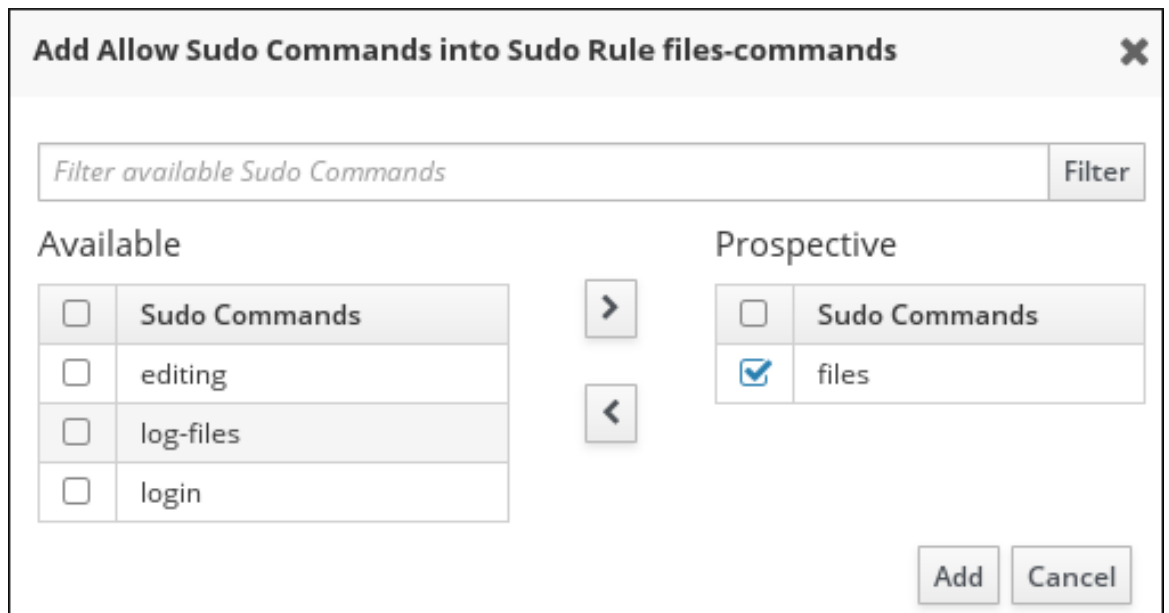 Add Allow Sudo Commands into Sudo Rule files-commands
Filter available Sudo Commands
Filter
Available
Prospective
Sudo Commands
editing
log-files
login
Sudo Commands
files
Add
Cancel